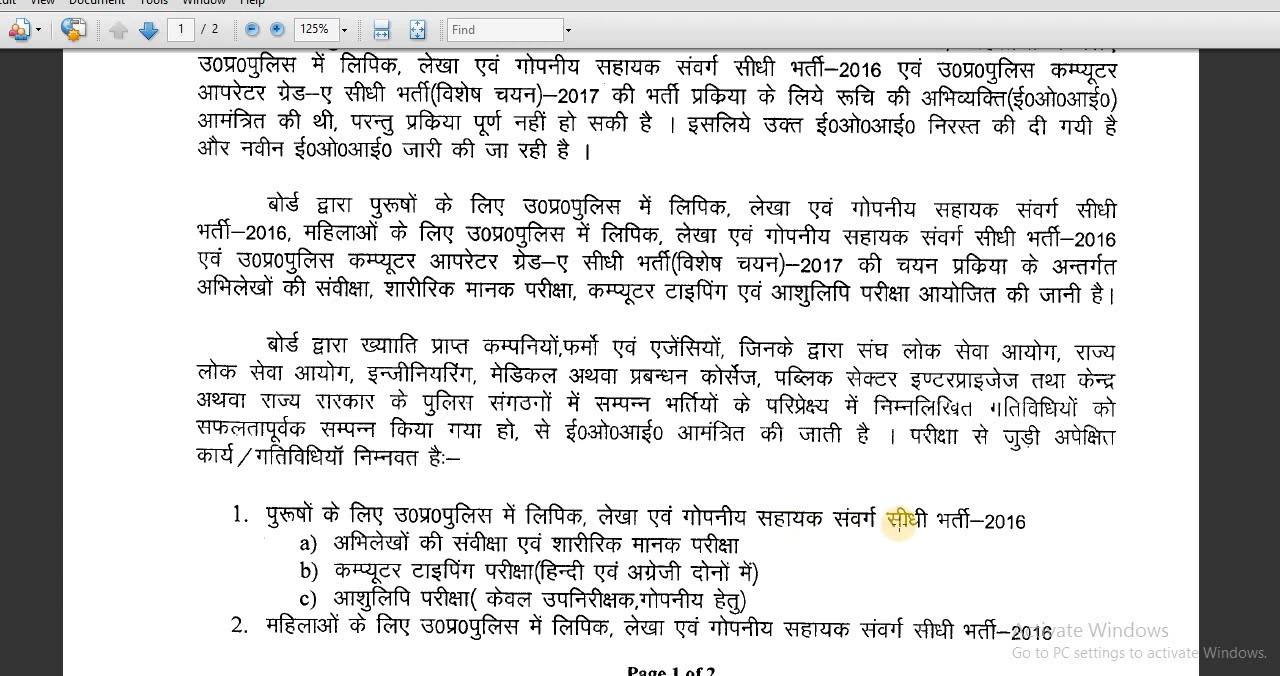 View Document Tools Window Help
1 / 2 125% Find
उ0प्र0पुलिस में लिपिक, लेखा एवं गोपनीय सहायक संवर्ग सीधी भर्ती–2016 एवं उ0प्र0पुलिस कम्प्यूटर
आपरेटर ग्रेड–ए सीधी भर्ती(विशेष चयन)–2017 की भर्ती प्रकिया के लिये रूचि की अभिव्यक्ति(ई0ओ0आई0)
आमंत्रित की थी, परन्तु प्रकिया पूर्ण नहीं हो सकी है । इसलिये उक्त ई0ओ0आई0 निरस्त की दी गयी है
और नवीन ई0ओ0आई0 जारी की जा रही है ।
बोर्ड द्वारा पुरूषों के लिए उ0प्र0पुलिस में लिपिक, लेखा एवं गोपनीय सहायक संवर्ग सीधी
भर्ती–2016, महिलाओं के लिए उ0प्र0पुलिस में लिपिक, लेखा एवं गोपनीय सहायक संवर्ग सीधी भर्ती–2016
एवं उ0प्र0पुलिस कम्प्यूटर आपरेटर ग्रेड–ए सीधी भर्ती(विशेष चयन)–2017 की चयन प्रकिया के अन्तर्गत
अभिलेखों की संवीक्षा, शारीरिक मानक परीक्षा, कम्प्यूटर टाइपिंग एवं आशुलिपि परीक्षा आयोजित की जानी है।
बोर्ड द्वारा ख्यााति प्राप्त कम्पनियों,फर्मो एवं एजेंसियों, जिनके द्वारा संघ लोक सेवा आयोग, राज्य
लोक सेवा आयोग, इन्जीनियरिंग, मेडिकल अथवा प्रबन्धन कोर्सेज, पब्लिक सेक्टर इण्टरप्राइजेज तथा केन्द्र
अथवा राज्य रारकार के पुलिस संगठनों में सम्पन्न भर्तियों के परिप्रेक्ष्य में निम्नलिखित गतिविधियों को
सफलतापूर्वक सम्पन्न किया गया हो, से ई0ओ0आई0 आमंत्रित की जाती है । परीक्षा से जुड़ी अपेक्षित
कार्य/गतिविधियॉ निम्नवत हैः–
1. पुरूषों के लिए उ0प्र0पुलिस में लिपिक, लेखा एवं गोपनीय सहायक संवर्ग सीधी भर्ती–2016
a) अभिलेखों की संवीक्षा एवं शारीरिक मानक परीक्षा
b) कम्प्यूटर टाइपिंग परीक्षा(हिन्दी एवं अग्रेजी दोनों में)
c) आशुलिपि परीक्षा( केवल उपनिरीक्षक,गोपनीय हेतु)
2. महिलाओं के लिए उ0प्र0पुलिस में लिपिक, लेखा एवं गोपनीय सहायक संवर्ग सीधी भर्ती–2016
Activate Windows
Go to PC settings to activate Windows.
Page 1 of 2